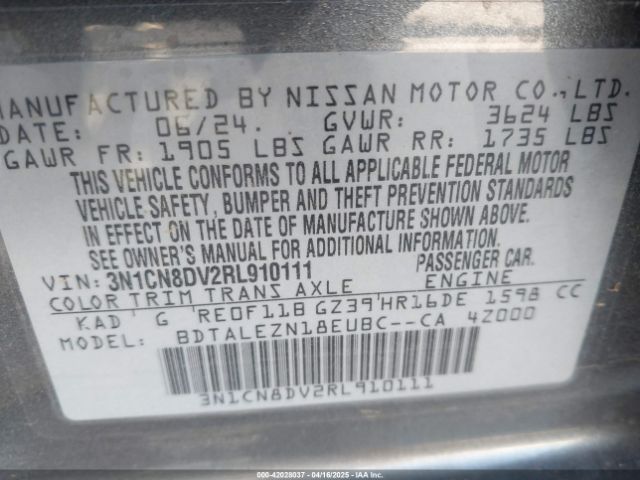 MANUFACTURED BY NISSAN MOTOR CO., LTD.
DATE: 06/24. GVWR: 3624 LBS
GAWR FR: 1905 LBS GAWR RR: 1735 LBS
THIS VEHICLE CONFORMS TO ALL APPLICABLE FEDERAL MOTOR
VEHICLE SAFETY, BUMPER AND THEFT PREVENTION STANDARDS
IN EFFECT ON THE DATE OF MANUFACTURE SHOWN ABOVE.
SEE OWNER'S MANUAL FOR ADDITIONAL INFORMATION.
VIN: 3N1CN8DV2RL910111 PASSENGER CAR.
COLOR TRIM TRANS AXLE ENGINE
KAD G RE0F11B GZ39 HR16DE 1598 CC
MODEL: BDTALEZN18EUBC--CA 4Z000
3N1CN8DV2RL910111
000-42028037 - 04/16/2025 - IAAI.COM